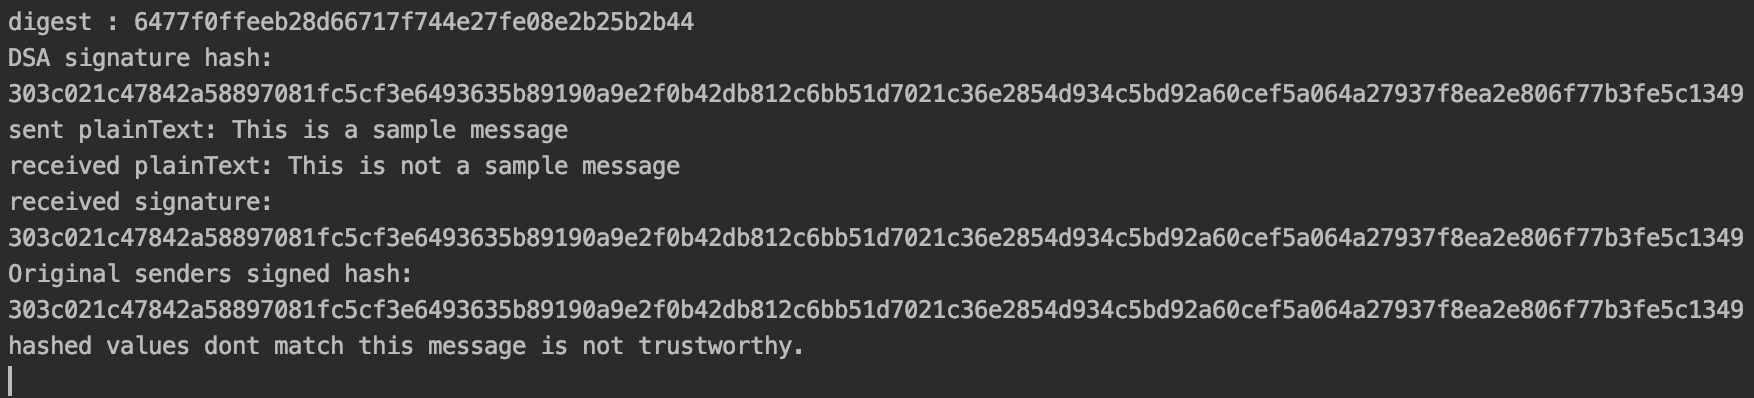 digest : 6477f0ffeeb28d66717f744e27fe08e2b25b2b44
DSA signature hash:
303c021c47842a58897081fc5cf3e6493635b89190a9e2f0b42db812c6bb51d7021c36e2854d934c5bd92a60cef5a064a27937f8ea2e806f77b3fe5c1349
sent plainText: This is a sample message
received plainText: This is not a sample message
received signature:
303c021c47842a58897081fc5cf3e6493635b89190a9e2f0b42db812c6bb51d7021c36e2854d934c5bd92a60cef5a064a27937f8ea2e806f77b3fe5c1349
Original senders signed hash:
303c021c47842a58897081fc5cf3e6493635b89190a9e2f0b42db812c6bb51d7021c36e2854d934c5bd92a60cef5a064a27937f8ea2e806f77b3fe5c1349
hashed values dont match this message is not trustworthy.